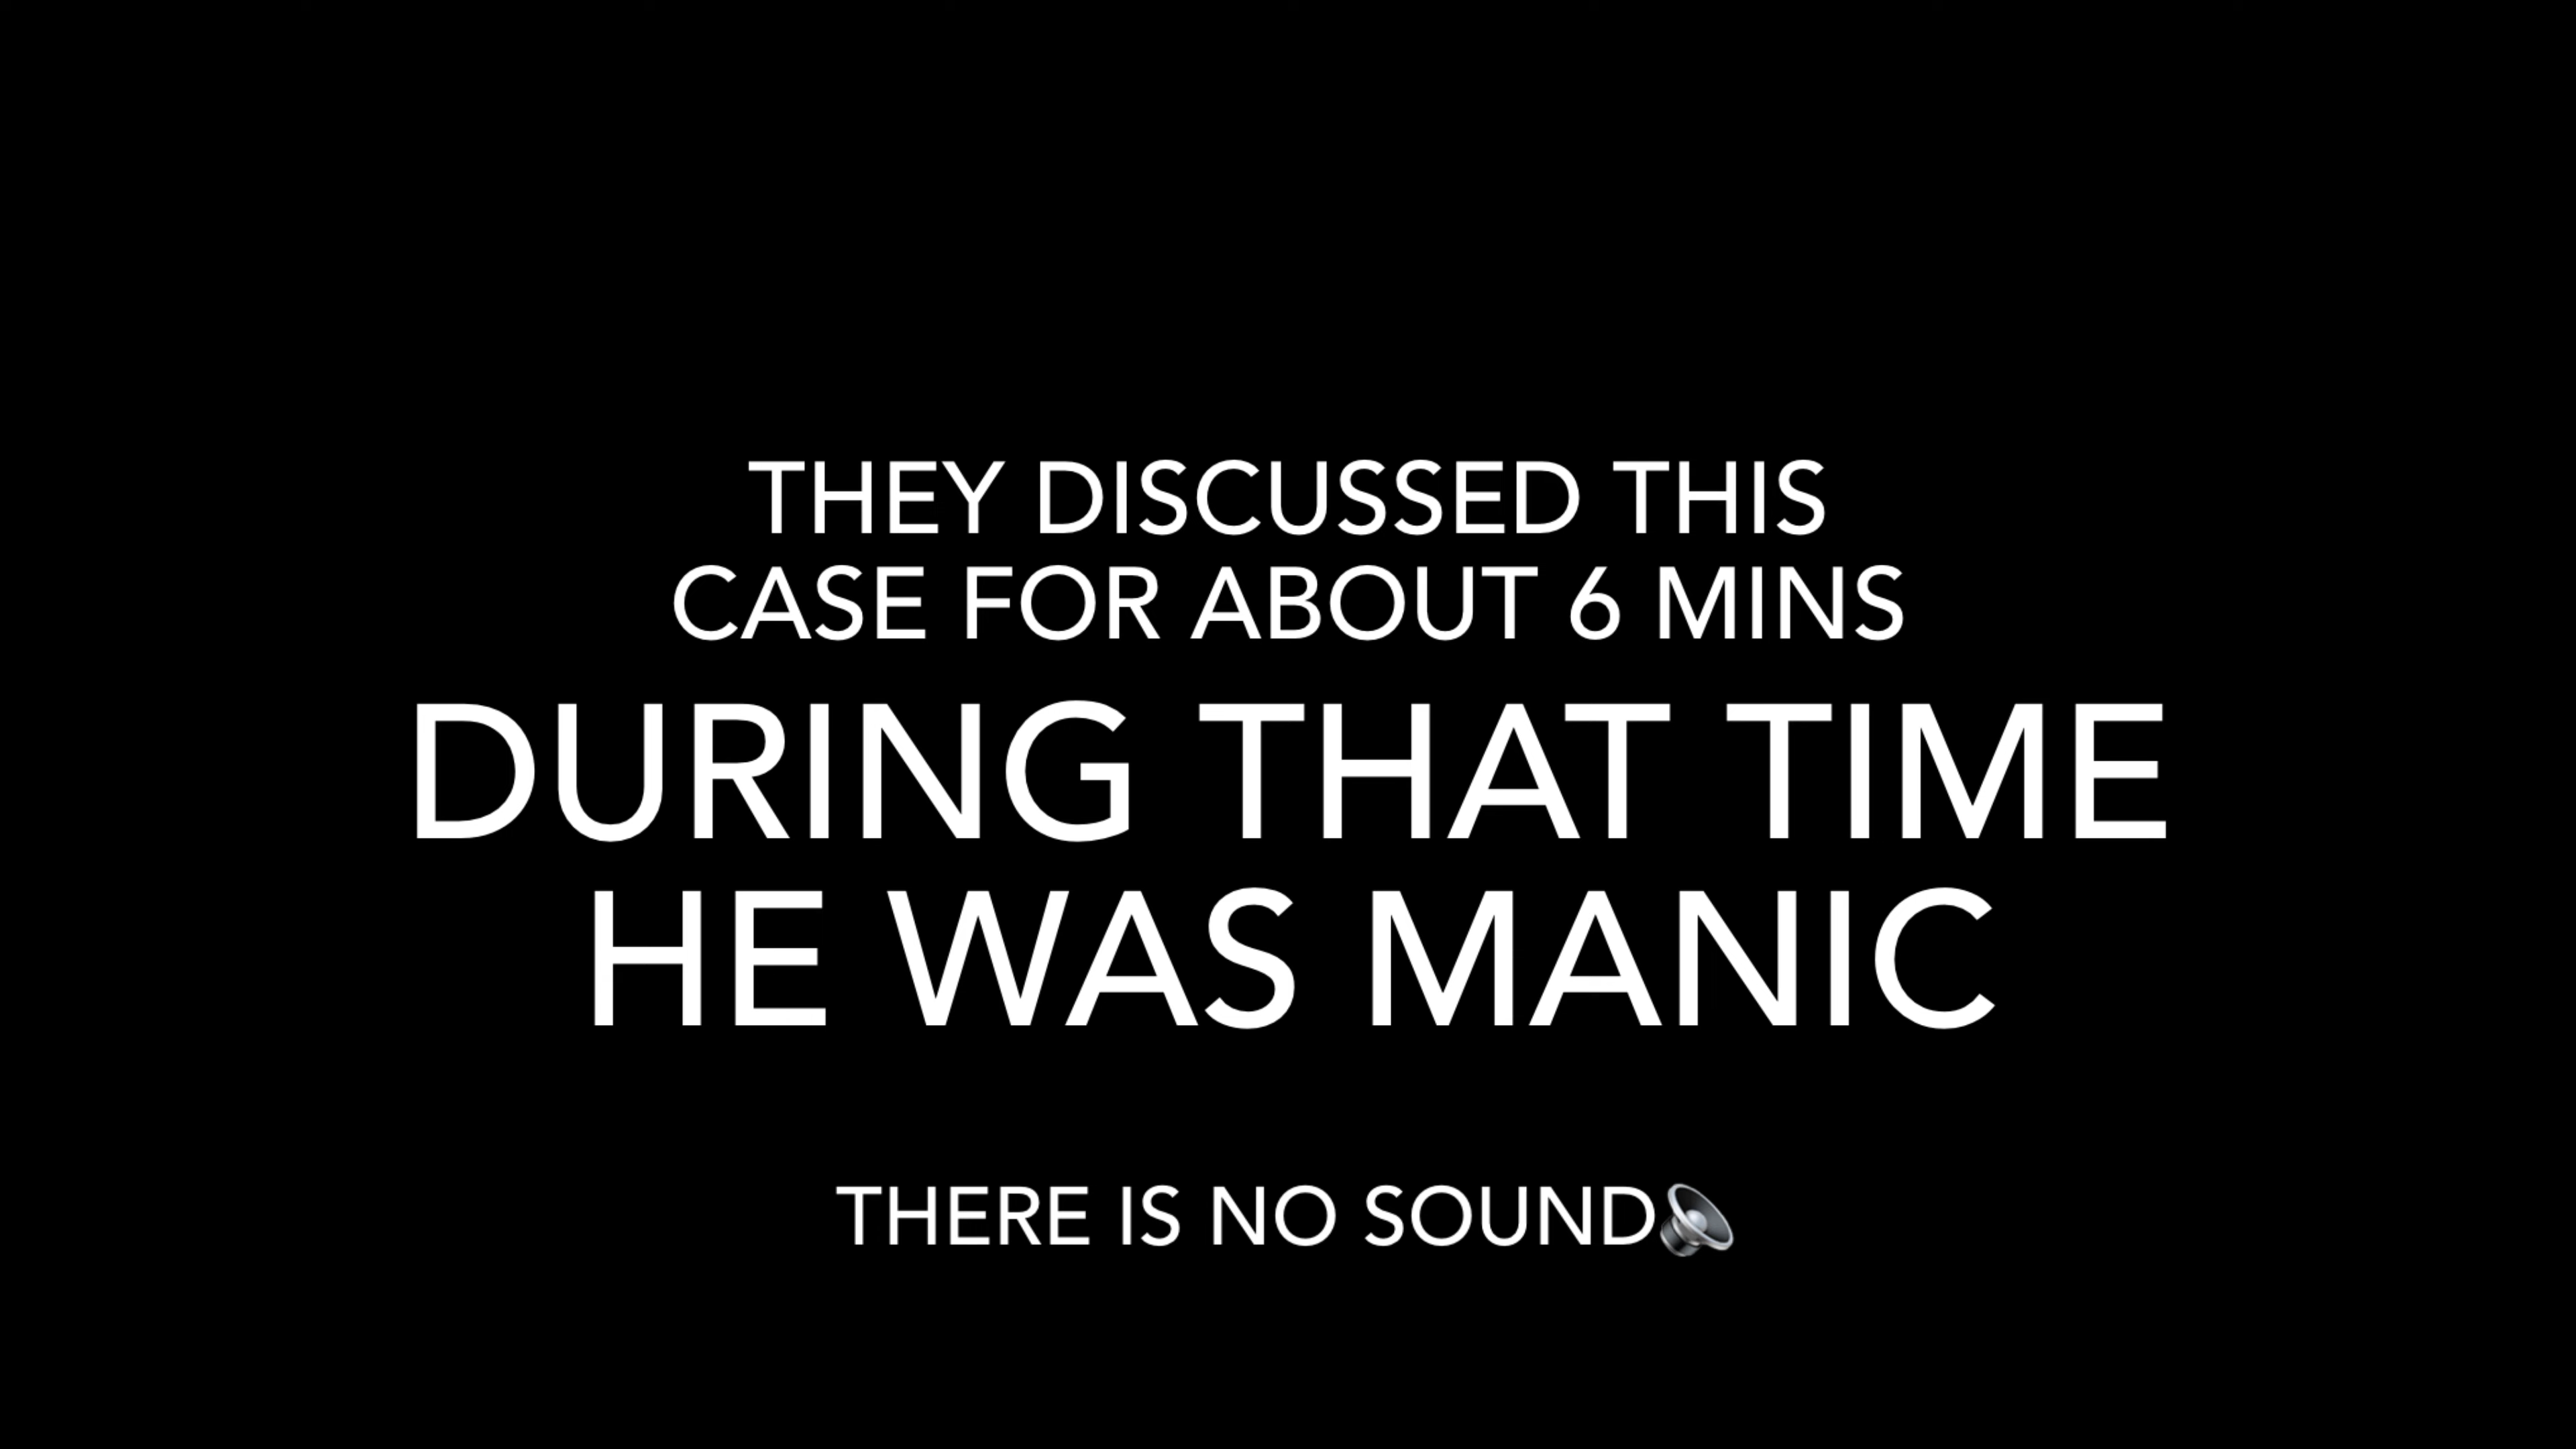 THEY DISCUSSED THIS
CASE FOR ABOUT 6 MINS
DURING THAT TIME
HE WAS MANIC
THERE IS NO SOUND🔈